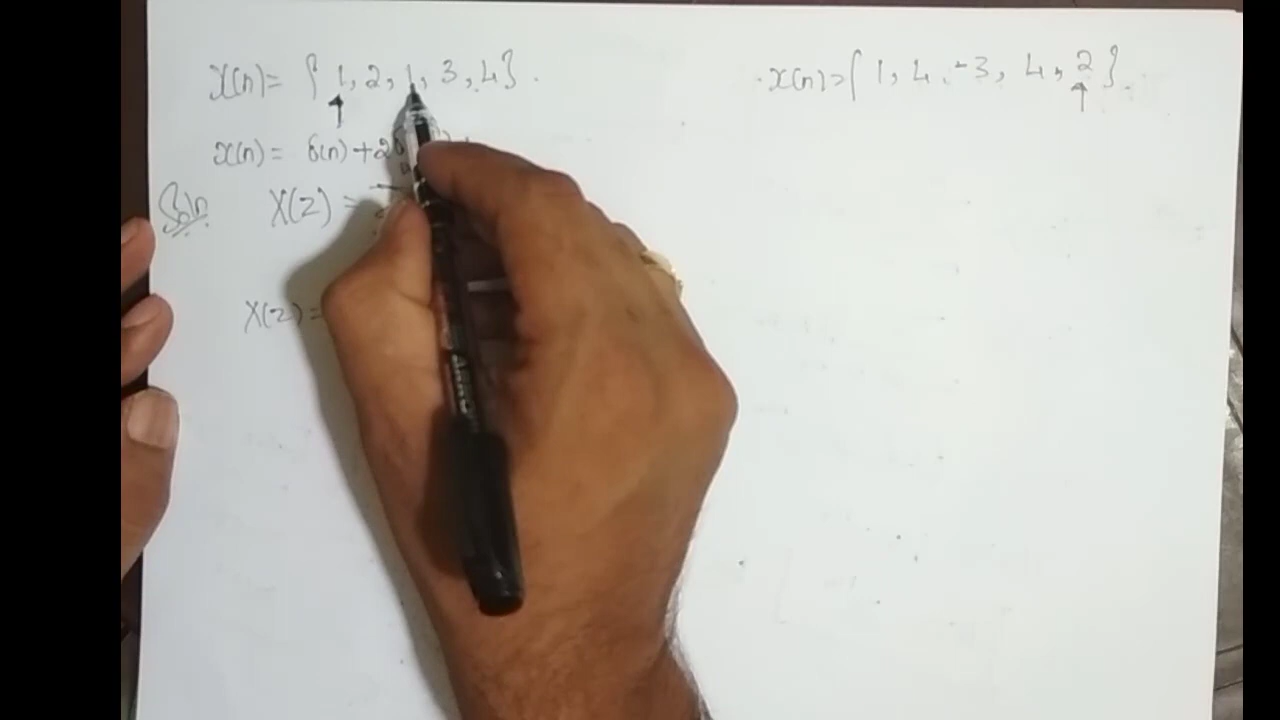 x(n) = { 1, 2, 1, 3, 4 } .
↑
x(n) = δ(n) + 2δ
Soln X(z) =
X(z) =
x(n) = { 1, 4, -3, 4, 2 } .
↑